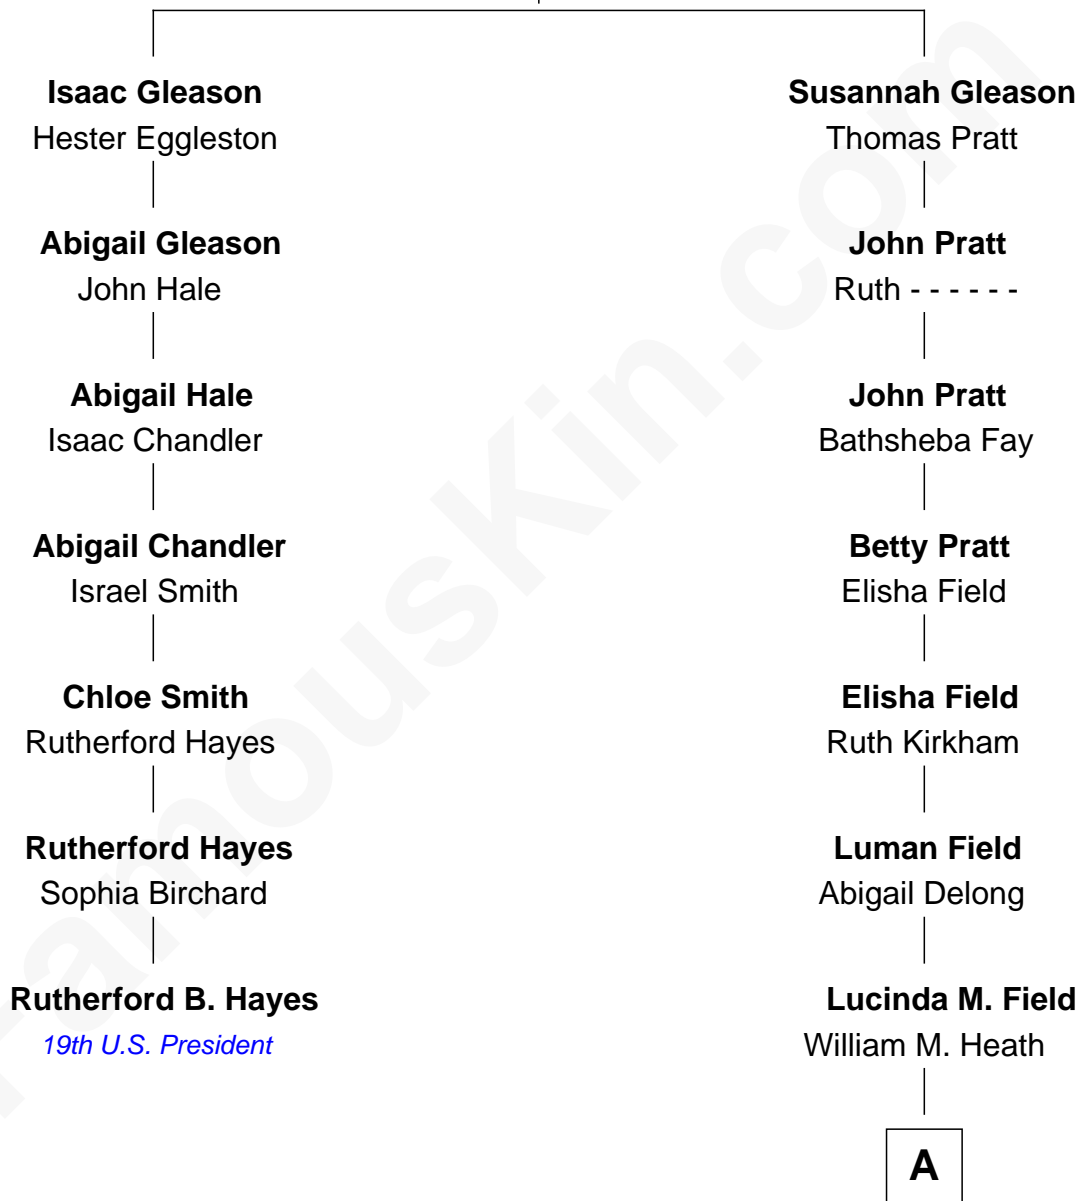 Isaac Gleason
Hester Eggleston
Abigail Gleason
John Hale
Abigail Hale
Isaac Chandler
Abigail Chandler
Israel Smith
Chloe Smith
Rutherford Hayes
Rutherford Hayes
Sophia Birchard
Rutherford B. Hayes
19th U.S. President
Susannah Gleason
Thomas Pratt
John Pratt
Ruth - - - - - -
John Pratt
Bathsheba Fay
Betty Pratt
Elisha Field
Elisha Field
Ruth Kirkham
Luman Field
Abigail Delong
Lucinda M. Field
William M. Heath
A
FamousKin.com